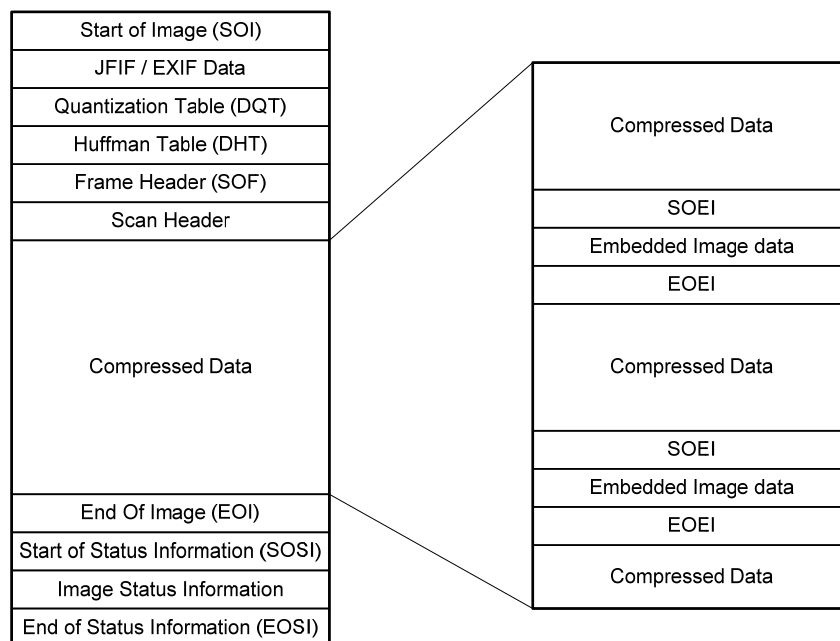 Start of Image (SOI)
JFIF / EXIF Data
Quantization Table (DQT)
Huffman Table (DHT)
Frame Header (SOF)
Scan Header
Compressed Data
End Of Image (EOI)
Start of Status Information (SOSI)
Image Status Information
End of Status Information (EOSI)
Compressed Data
SOEI
Embedded Image data
EOEI
Compressed Data
SOEI
Embedded Image data
EOEI
Compressed Data